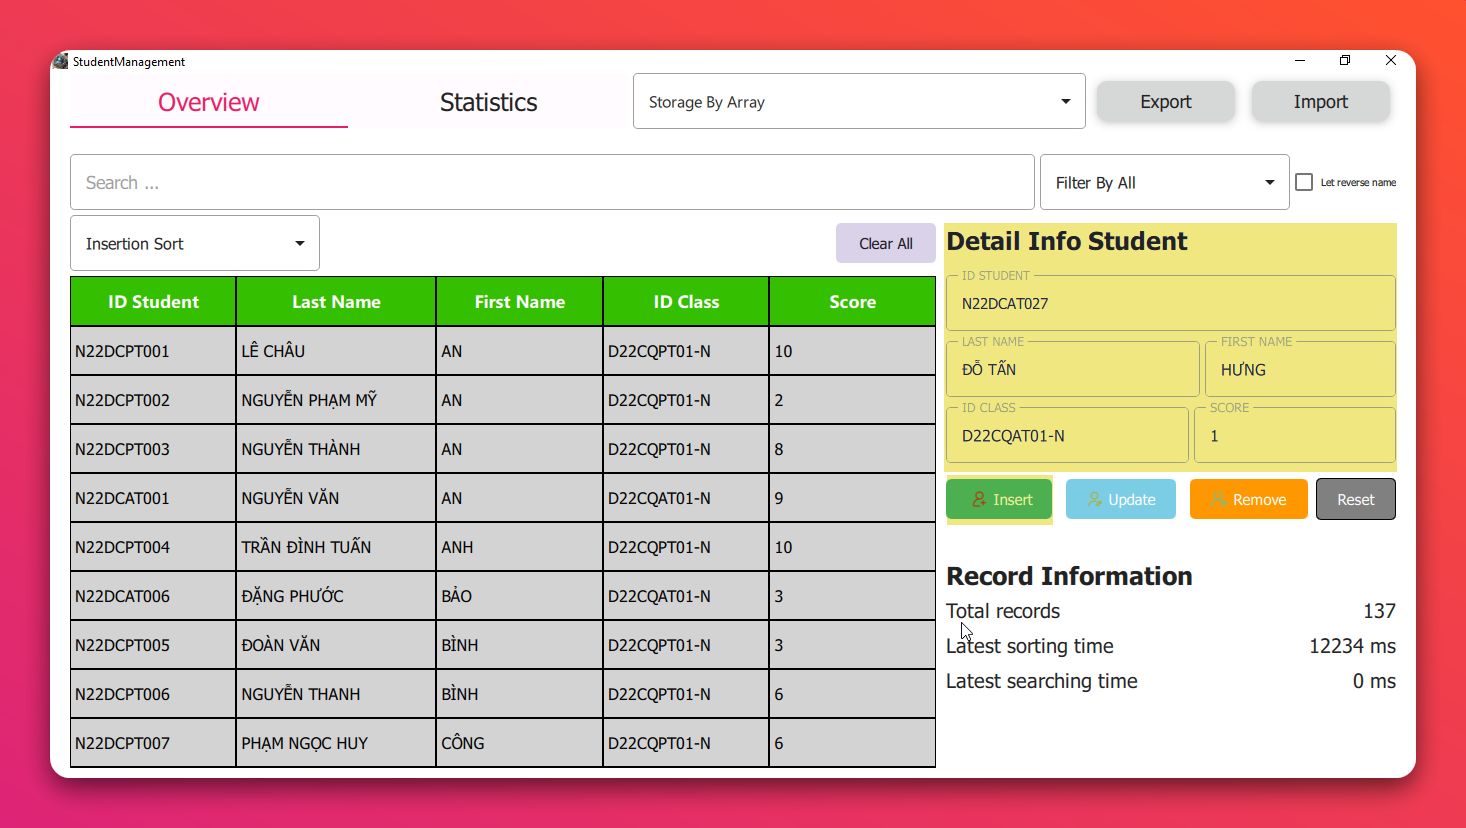 StudentManagement
Overview Statistics Storage By Array Export Import
Search ... Filter By All Let reverse name
Insertion Sort Clear All
ID Student Last Name First Name ID Class Score
N22DCPT001 LÊ CHÂU AN D22CQPT01-N 10
N22DCPT002 NGUYỄN PHẠM MỸ AN D22CQPT01-N 2
N22DCPT003 NGUYỄN THÀNH AN D22CQPT01-N 8
N22DCAT001 NGUYỄN VĂN AN D22CQAT01-N 9
N22DCPT004 TRẦN ĐÌNH TUẤN ANH D22CQPT01-N 10
N22DCAT006 ĐẶNG PHƯỚC BẢO D22CQAT01-N 3
N22DCPT005 ĐOÀN VĂN BÌNH D22CQPT01-N 3
N22DCPT006 NGUYỄN THANH BÌNH D22CQPT01-N 6
N22DCPT007 PHẠM NGỌC HUY CÔNG D22CQPT01-N 6
Detail Info Student
ID STUDENT
N22DCAT027
LAST NAME FIRST NAME
ĐỖ TẤN HƯNG
ID CLASS SCORE
D22CQAT01-N 1
Insert Update Remove Reset
Record Information
Total records 137
Latest sorting time 12234 ms
Latest searching time 0 ms